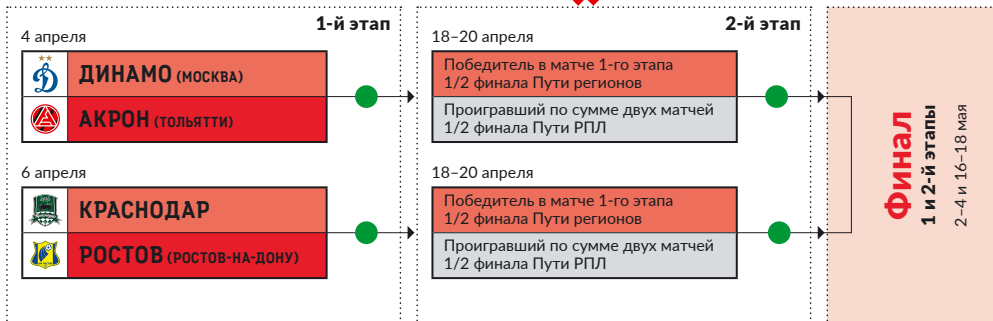 1-й этап
4 апреля
ДИНАМО (МОСКВА)
АКРОН (ТОЛЬЯТТИ)
6 апреля
КРАСНОДАР
РОСТОВ (РОСТОВ-НА-ДОНУ)
2-й этап
18–20 апреля
Победитель в матче 1-го этапа
1/2 финала Пути регионов
Проигравший по сумме двух матчей
1/2 финала Пути РПЛ
18–20 апреля
Победитель в матче 1-го этапа
1/2 финала Пути регионов
Проигравший по сумме двух матчей
1/2 финала Пути РПЛ
Финал
1 и 2-й этапы
2–4 и 16–18 мая